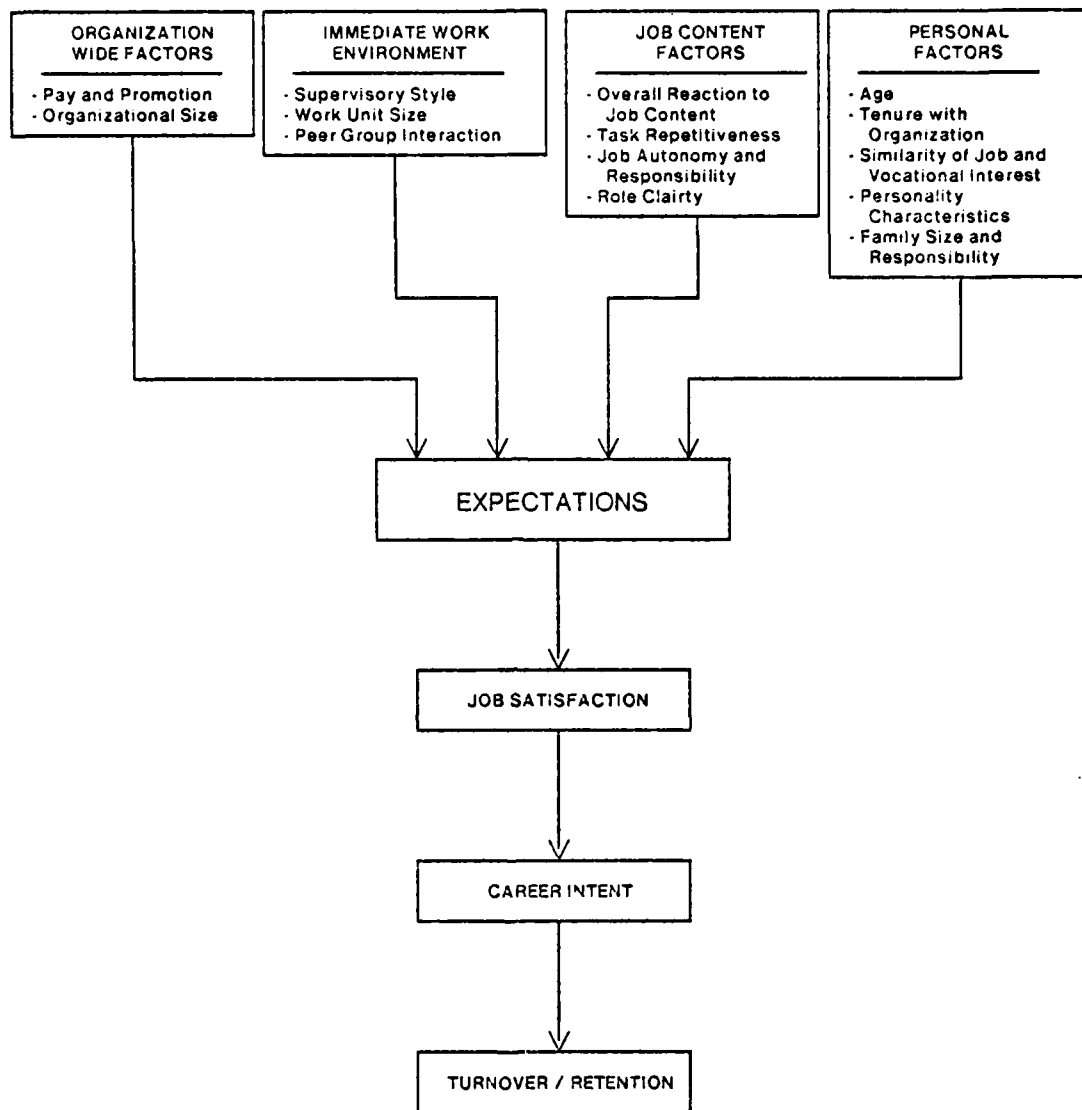 ORGANIZATION
WIDE FACTORS
- Pay and Promotion
- Organizational Size
IMMEDIATE WORK
ENVIRONMENT
- Supervisory Style
- Work Unit Size
- Peer Group Interaction
JOB CONTENT
FACTORS
- Overall Reaction to
Job Content
- Task Repetitiveness
- Job Autonomy and
Responsibility
- Role Clairty
PERSONAL
FACTORS
- Age
- Tenure with
Organization
- Similarity of Job and
Vocational Interest
- Personality
Characteristics
- Family Size and
Responsibility
EXPECTATIONS
JOB SATISFACTION
CAREER INTENT
TURNOVER / RETENTION